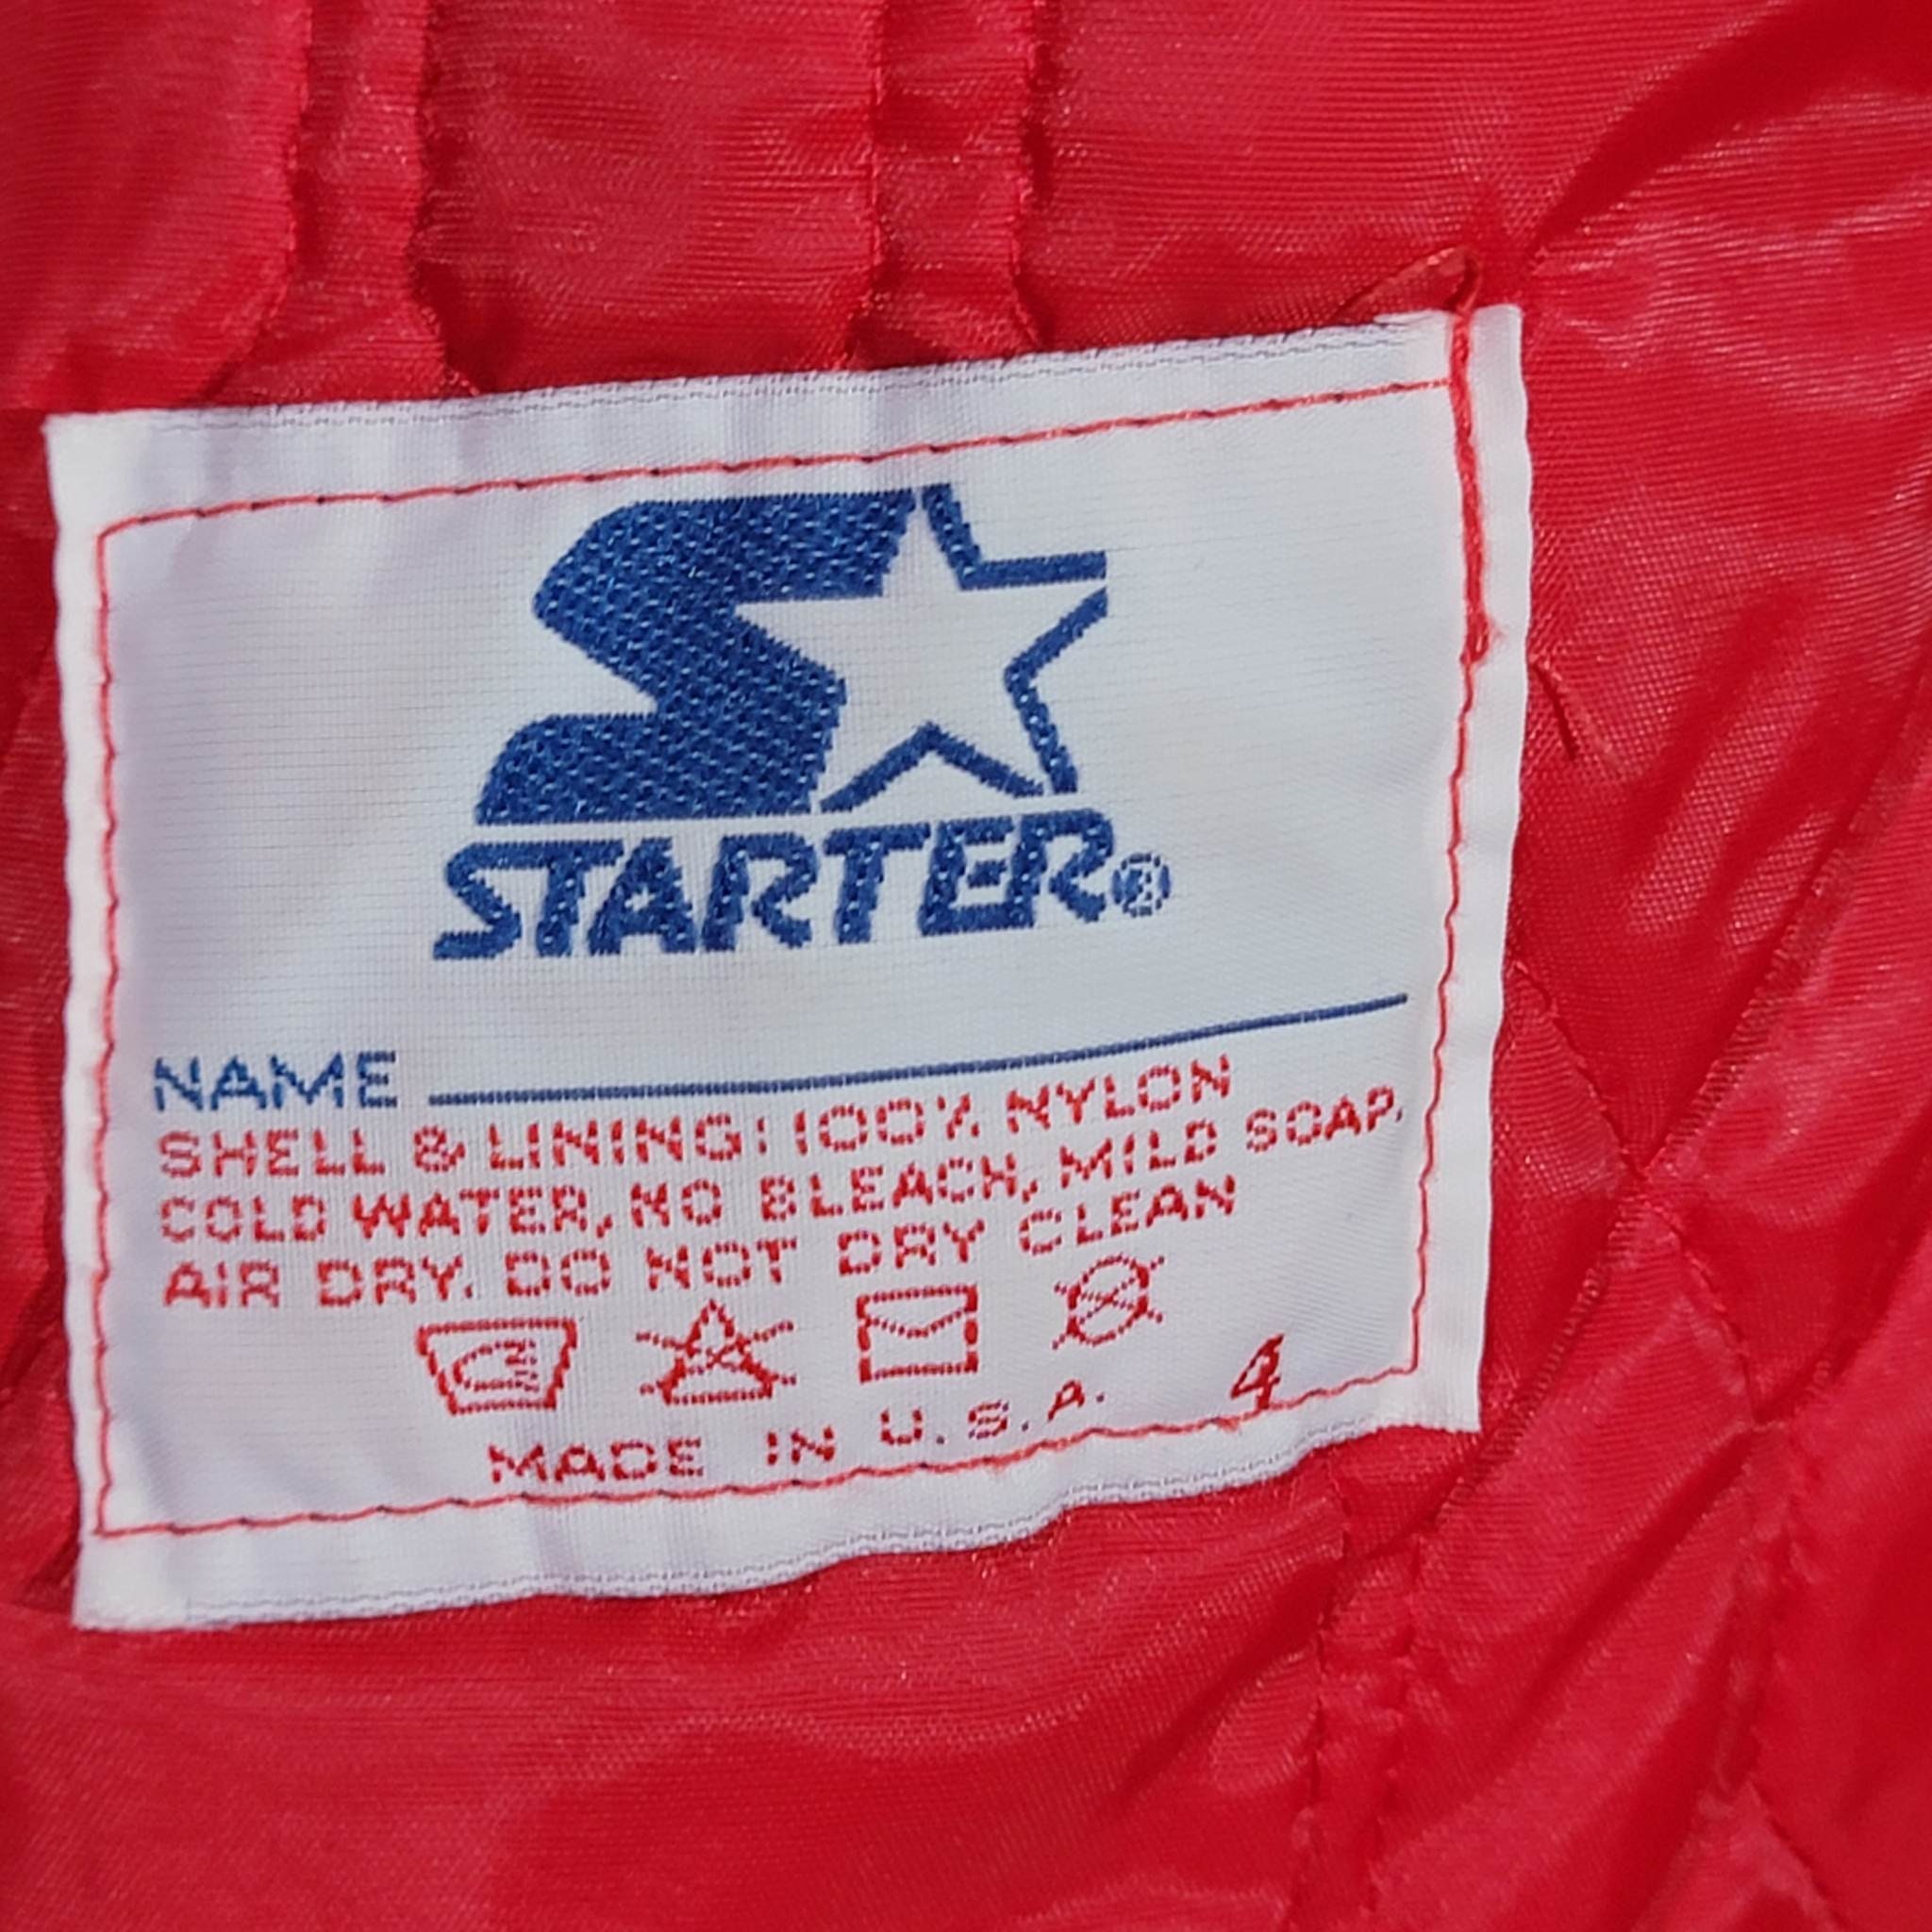 STARTER®
NAME
SHELL & LINING: 100% NYLON
COLD WATER, NO BLEACH, MILD SOAP,
AIR DRY. DO NOT DRY CLEAN
MADE IN U.S.A. 4